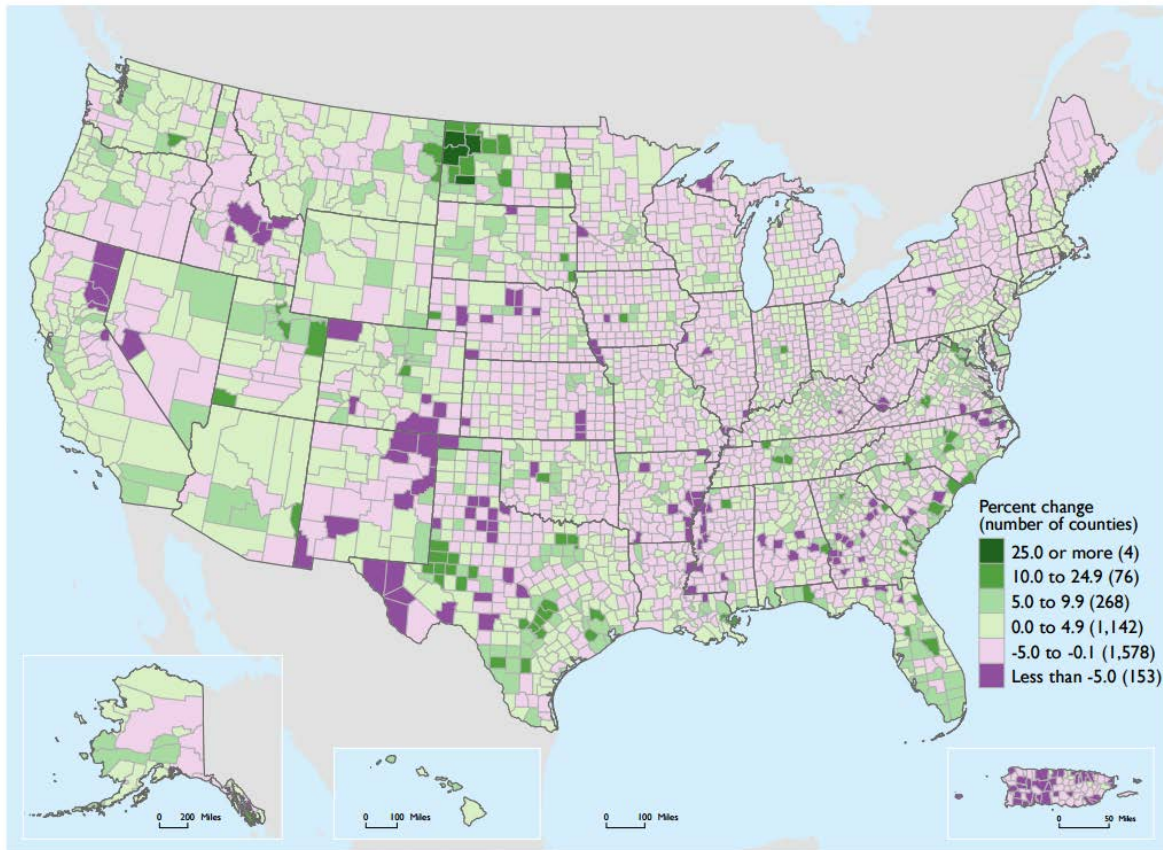 Percent change
(number of counties)
25.0 or more (4)
10.0 to 24.9 (76)
5.0 to 9.9 (268)
0.0 to 4.9 (1,142)
-5.0 to -0.1 (1,578)
Less than -5.0 (153)
0 200 Miles
0 100 Miles
0 100 Miles
0 50 Miles